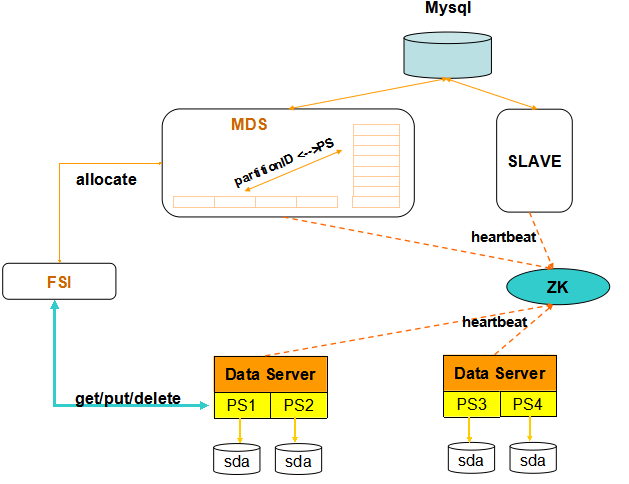 Mysql
MDS
partitionID <-->PS
SLAVE
allocate
heartbeat
FSI
ZK
heartbeat
Data Server
Data Server
get/put/delete
PS1
PS2
PS3
PS4
sda
sda
sda
sda